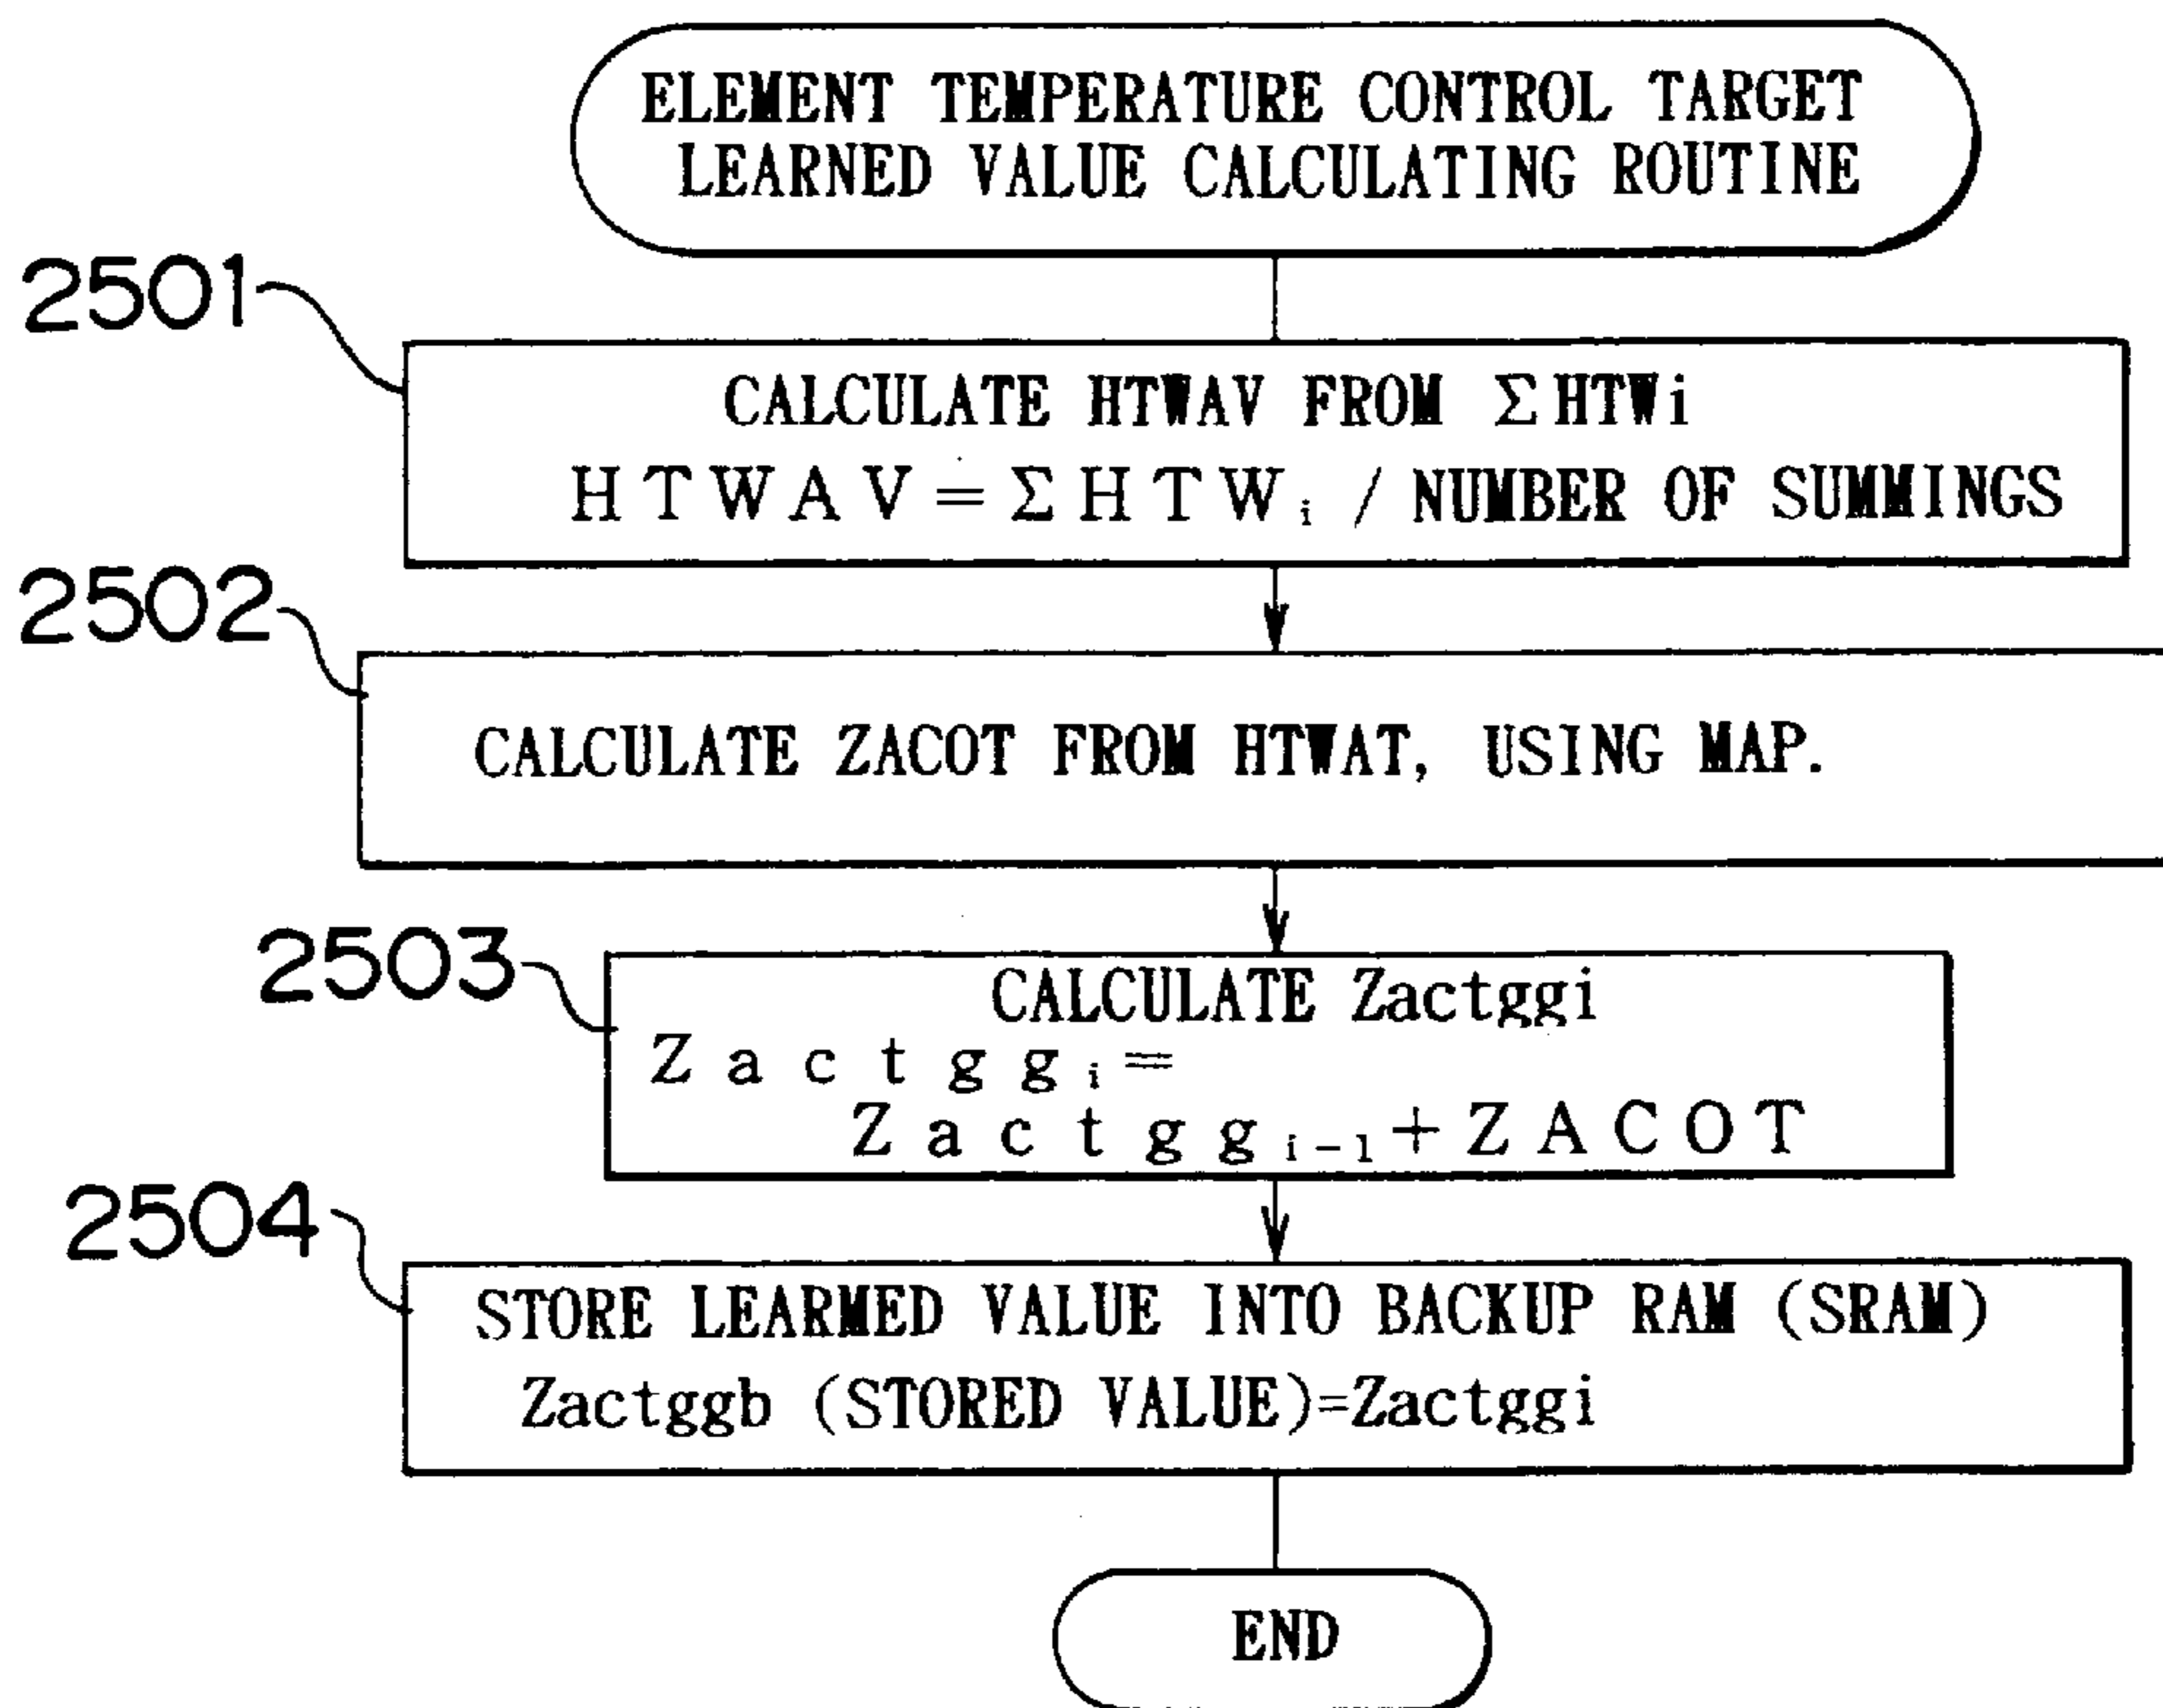 ELEMENT TEMPERATURE CONTROL TARGET
LEARNED VALUE CALCULATING ROUTINE
2501
CALCULATE HTWAV FROM ΣHTWi
HTWAV=ΣHTWi/NUMBER OF SUMMINGS
2502
CALCULATE ZACOT FROM HTWAT, USING MAP.
2503
CALCULATE Zactggi
Zactggi=
Zactggi-1+ZACOT
2504
STORE LEARMED VALUE INTO BACKUP RAM (SRAM)
Zactggb (STORED VALUE)=Zactggi
END